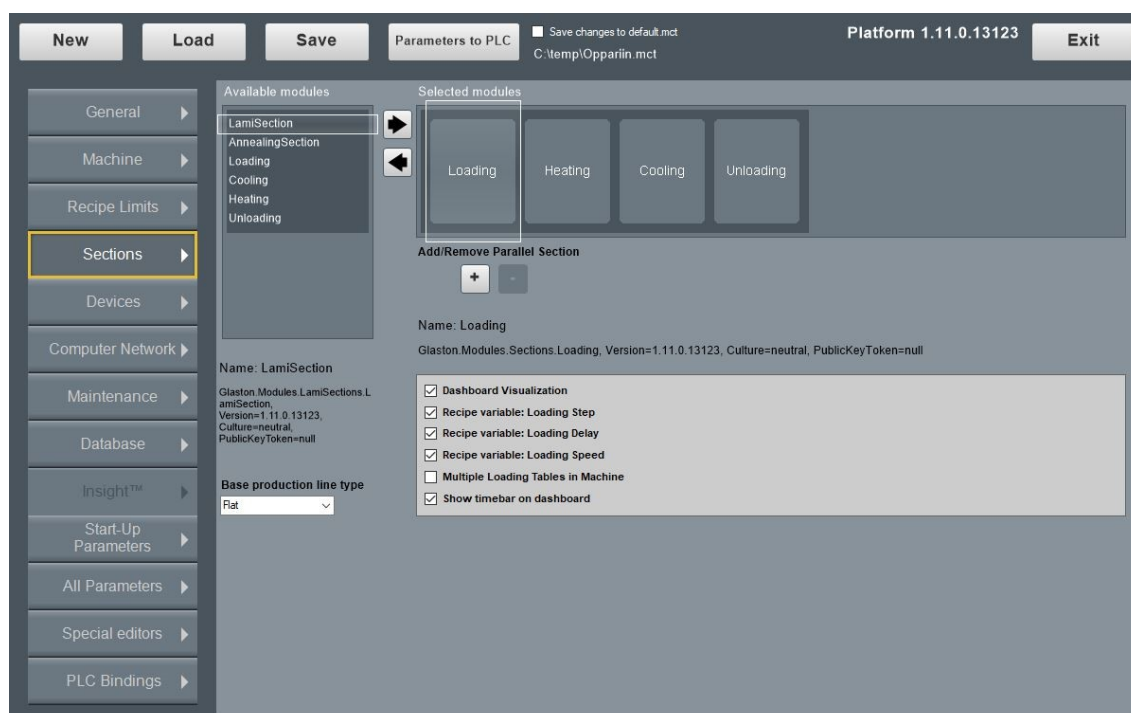 New
Load
Save
Parameters to PLC
Save changes to default.mct
C:\temp\Oppariin.mct
Platform 1.11.0.13123
Exit
General
Machine
Recipe Limits
Sections
Devices
Computer Network
Maintenance
Database
Insight™
Start-Up
Parameters
All Parameters
Special editors
PLC Bindings
Available modules
LamiSection
AnnealingSection
Loading
Cooling
Heating
Unloading
Name: LamiSection
Glaston.Modules.LamiSections.L
amiSection,
Version=1.11.0.13123,
Culture=neutral,
PublicKeyToken=null
Base production line type
Flat
Selected modules
Loading
Heating
Cooling
Unloading
Add/Remove Parallel Section
+
-
Name: Loading
Glaston.Modules.Sections.Loading, Version=1.11.0.13123, Culture=neutral, PublicKeyToken=null
Dashboard Visualization
Recipe variable: Loading Step
Recipe variable: Loading Delay
Recipe variable: Loading Speed
Multiple Loading Tables in Machine
Show timebar on dashboard